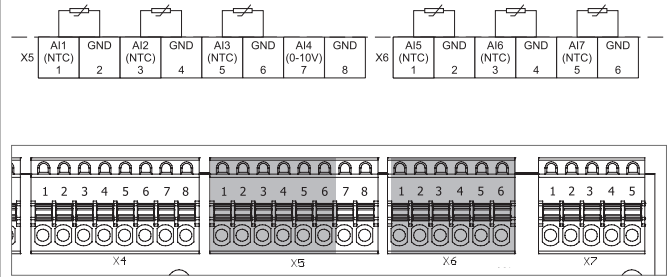 AI1 GND AI2 GND AI3 GND AI4 GND AI5 GND AI6 GND AI7 GND
X5 (NTC) (NTC) (NTC) (0-10V) X6 (NTC) (NTC) (NTC)
1 2 3 4 5 6 7 8 1 2 3 4 5 6
1 2 3 4 5 6 7 8 1 2 3 4 5 6 7 8 1 2 3 4 5 6 1 2 3 4 5
X4 X5 X6 X7